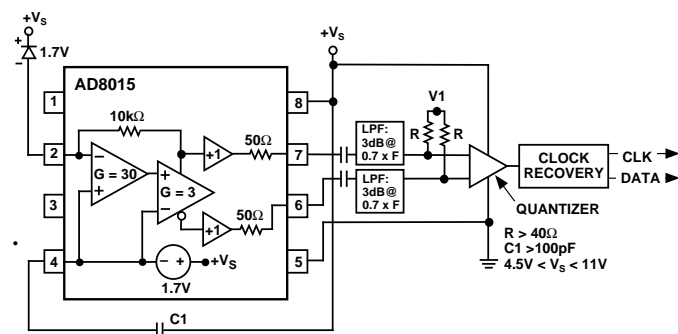 +VS
+
1.7V
−
AD8015
1
2
3
4
8
7
6
5
10kΩ
−
G = 30
+
+
G = 3
−
+1
50Ω
+1
50Ω
− +
+VS
1.7V
C1
+VS
LPF:
3dB@
0.7 x F
LPF:
3dB@
0.7 x F
V1
R
R
CLOCK
RECOVERY
CLK
DATA
QUANTIZER
R > 40Ω
C1 >100pF
4.5V < VS < 11V